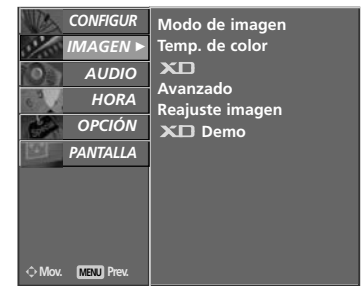 CONFIGUR
IMAGEN ►
AUDIO
HORA
OPCIÓN
PANTALLA
Modo de imagen
Temp. de color
XD
Avanzado
Reajuste imagen
XD Demo
Mov. MENU Prev.